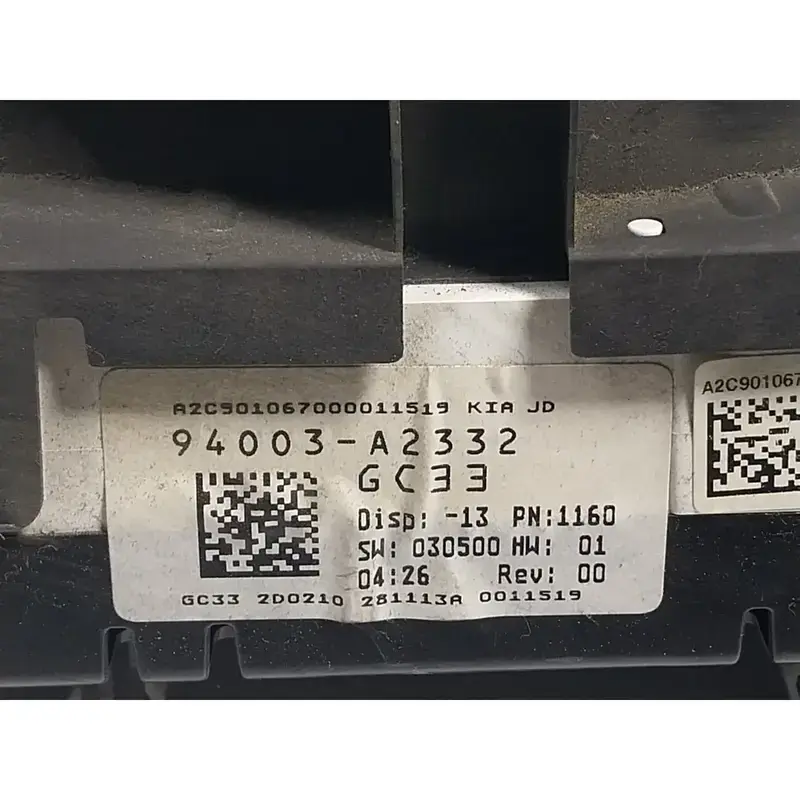 A2C901067000011519 KIA JD
94003-A2332
GC33
Disp: -13 PN:1160
SW: 030500 HW: 01
04:26 Rev: 00
GC33 2D0210 281113A 0011519
A2C901067